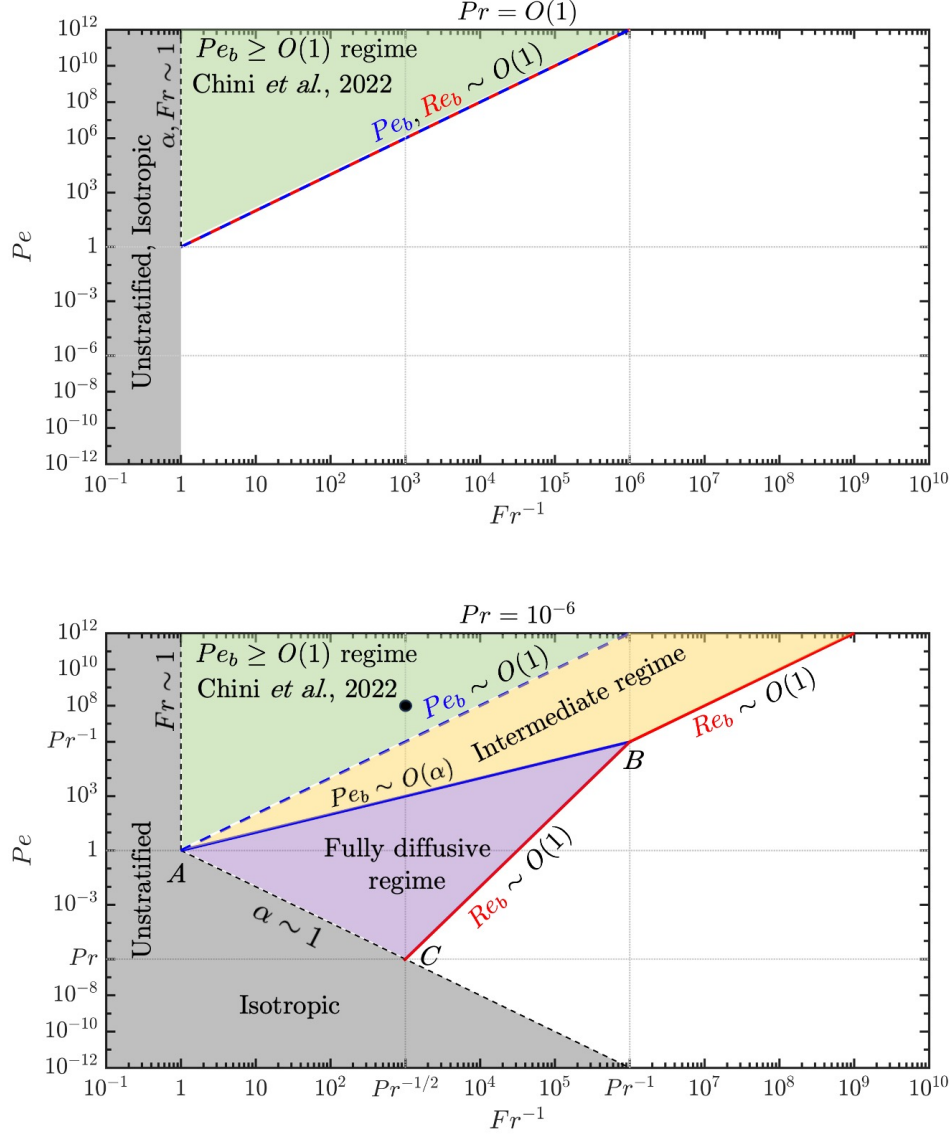 Pr = O(1)
Pe_b ≥ O(1) regime
Chini et al., 2022
α, Fr ∼ 1
Unstratified, Isotropic
Pe_b, Re_b ∼ O(1)
Pe
10^12
10^10
10^8
10^6
10^3
1
10^-3
10^-6
10^-8
10^-10
10^-12
10^-1 1 10 10^2 10^3 10^4 10^5 10^6 10^7 10^8 10^9 10^10
Fr^-1
Pr = 10^-6
Pe_b ≥ O(1) regime
Chini et al., 2022
Fr ∼ 1
Unstratified
Pe_b ∼ O(1)
Intermediate regime
Re_b ∼ O(1)
Pe_b ∼ O(α)
B
A
Fully diffusive
regime
Re_b ∼ O(1)
α ∼ 1
C
Isotropic
Pe
10^12
10^10
10^8
Pr^-1
10^3
1
10^-3
Pr
10^-8
10^-10
10^-12
10^-1 1 10 10^2 Pr^-1/2 10^4 10^5 Pr^-1 10^7 10^8 10^9 10^10
Fr^-1